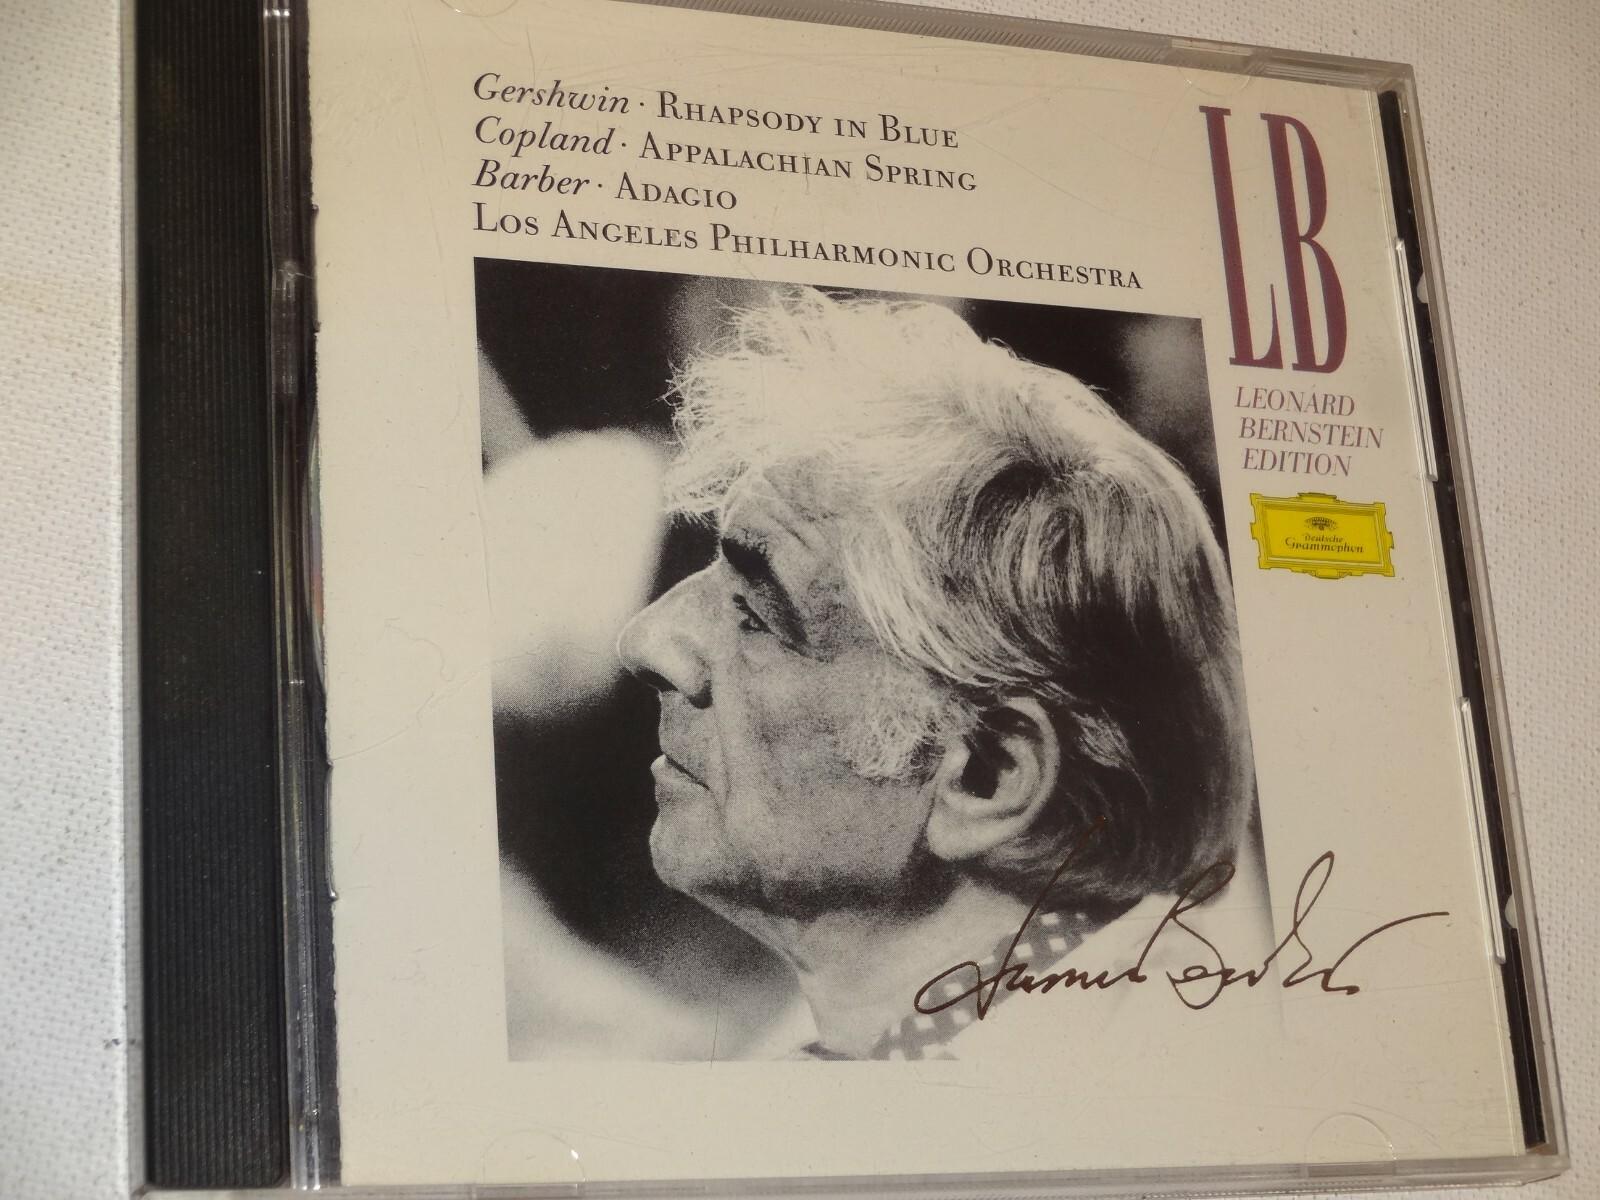 Gershwin · RHAPSODY IN BLUE
Copland · APPALACHIAN SPRING
Barber · ADAGIO
LOS ANGELES PHILHARMONIC ORCHESTRA
LB
LEONARD
BERNSTEIN
EDITION
Deutsche
Grammophon